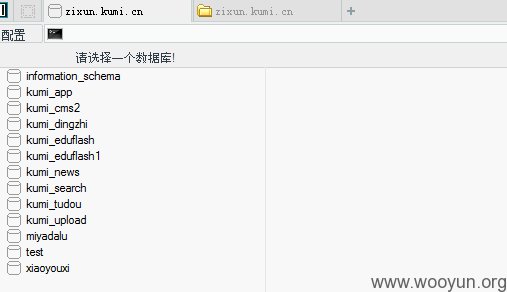 zixun.kumi.cn zixun.kumi.cn
配置
请选择一个数据库!
information_schema
kumi_app
kumi_cms2
kumi_dingzhi
kumi_eduflash
kumi_eduflash1
kumi_news
kumi_search
kumi_tudou
kumi_upload
miyadalu
test
xiaoyouxi
www.wooyun.org